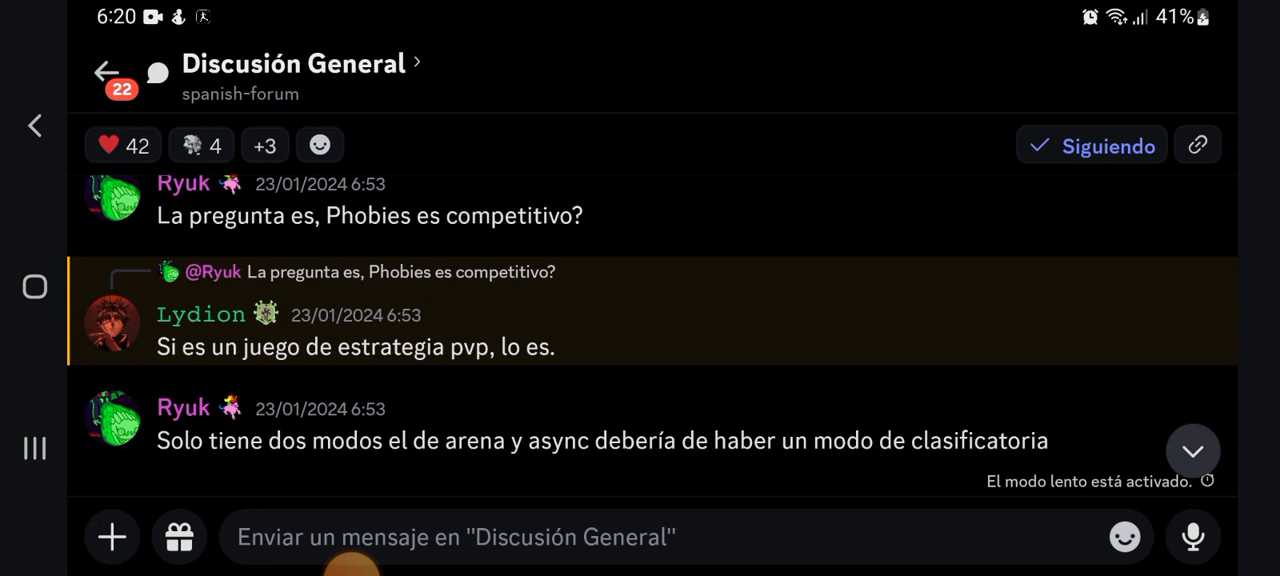 6:20
41%
Discusión General
22
spanish-forum
42 4 +3
Siguiendo
Ryuk 23/01/2024 6:53
La pregunta es, Phobies es competitivo?
@Ryuk La pregunta es, Phobies es competitivo?
Lydion 23/01/2024 6:53
Si es un juego de estrategia pvp, lo es.
Ryuk 23/01/2024 6:53
Solo tiene dos modos el de arena y async debería de haber un modo de clasificatoria
El modo lento está activado.
Enviar un mensaje en "Discusión General"